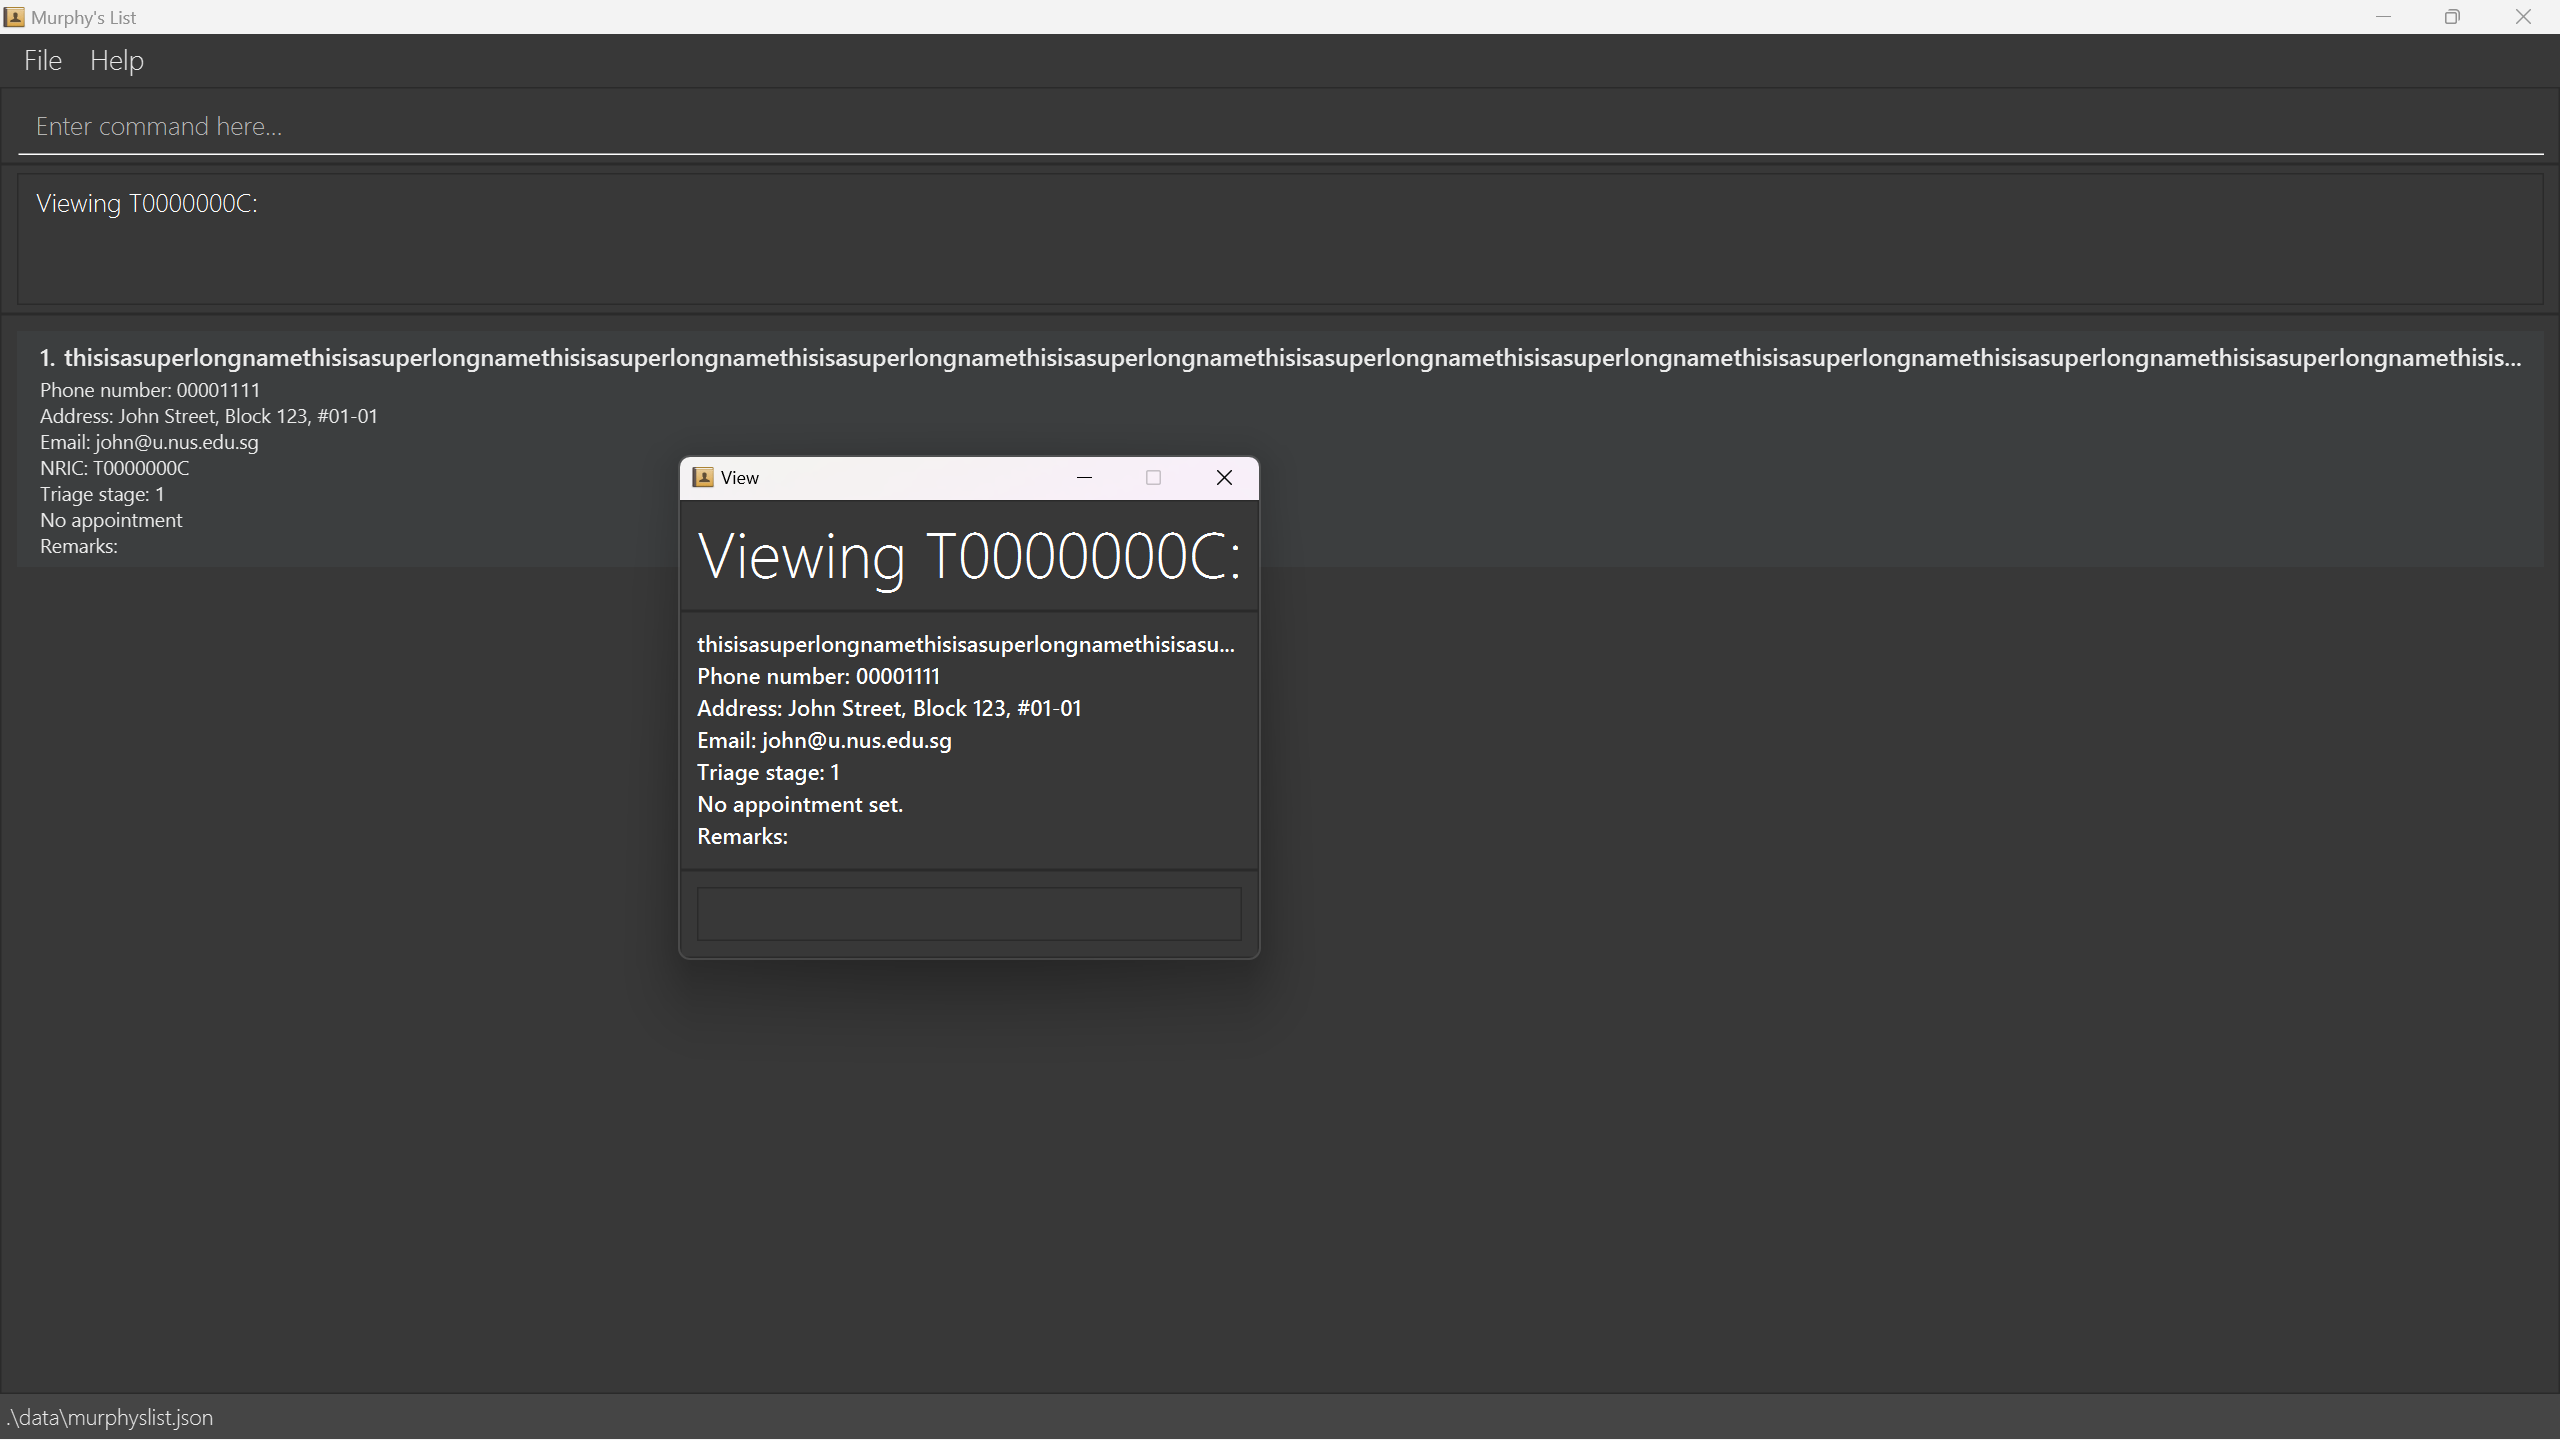 Murphy's List
File Help
Enter command here...
Viewing T0000000C:
1. thisisasuperlongnamethisisasuperlongnamethisisasuperlongnamethisisasuperlongnamethisisasuperlongnamethisisasuperlongnamethisisasuperlongnamethisisasuperlongnamethisisasuperlongnamethisisasuperlongnamethisis...
Phone number: 00001111
Address: John Street, Block 123, #01-01
Email: john@u.nus.edu.sg
NRIC: T0000000C
Triage stage: 1
No appointment
Remarks:
View
Viewing T0000000C:
thisisasuperlongnamethisisasuperlongnamethisisasu...
Phone number: 00001111
Address: John Street, Block 123, #01-01
Email: john@u.nus.edu.sg
Triage stage: 1
No appointment set.
Remarks:
.\data\murphyslist.json